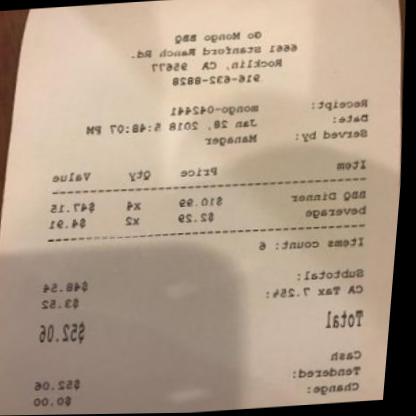 Go Mongo BBQ
6661 Stanford Ranch Rd.
Rocklin, CA 95677
916-632-8828
Receipt: mongo-042441
Date: Jan 28, 2018 5:48:07 PM
Served by: Manager
Item Price Qty Value
BBQ Dinner $10.99 x4 $47.15
beverage $2.29 x2 $4.91
Items count: 6
Subtotal: $48.54
CA Tax 7.25%: $3.52
Total $52.06
Cash
Tendered: $52.06
Change: $0.00